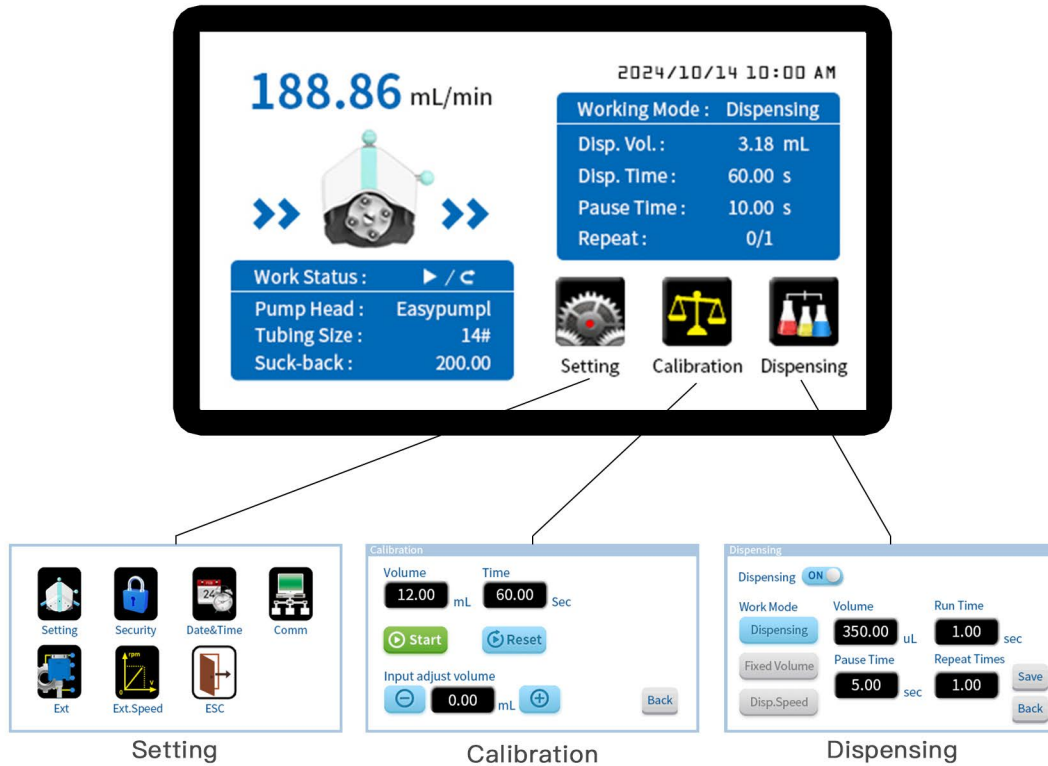 188.86 mL/min
2024/10/14 10:00 AM
Working Mode : Dispensing
Disp. Vol. : 3.18 mL
Disp. Time : 60.00 s
Pause Time : 10.00 s
Repeat : 0/1
Work Status : ▶ / ⮌
Pump Head : Easypumpl
Tubing Size : 14#
Suck-back : 200.00
Setting Calibration Dispensing
24
Setting Security Date&Time Comm
rpm
v
0
Ext Ext.Speed ESC
Setting
Calibration
Volume Time
12.00 mL 60.00 Sec
Start Reset
Input adjust volume
0.00 mL
Back
Calibration
Dispensing
Dispensing ON
Work Mode Volume Run Time
Dispensing 350.00 uL 1.00 sec
Fixed Volume Pause Time Repeat Times
5.00 sec 1.00 Save
Disp.Speed Back
Dispensing